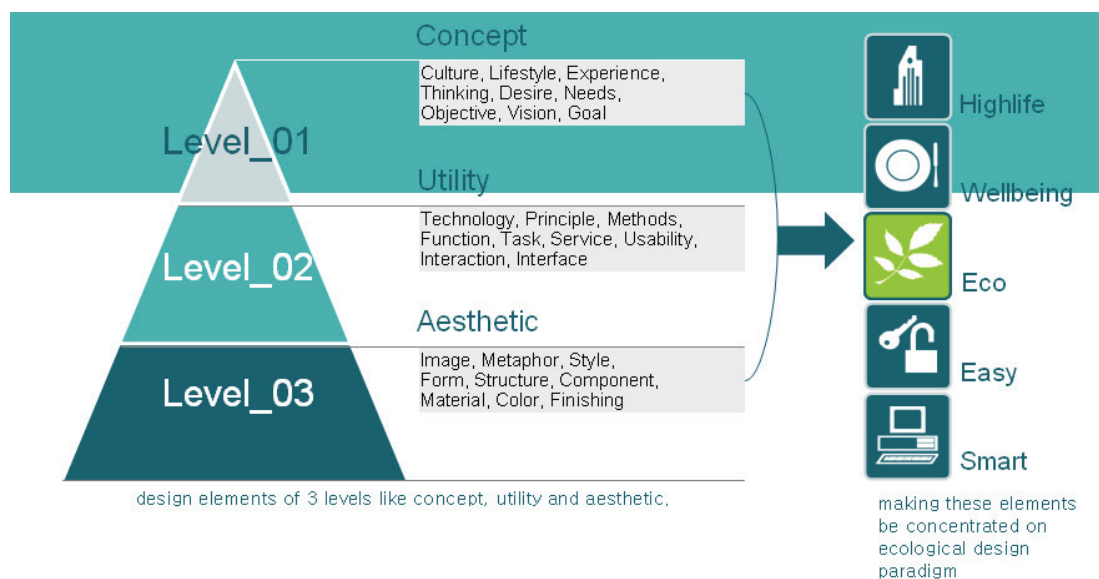 Concept
Culture, Lifestyle, Experience,
Thinking, Desire, Needs,
Objective, Vision, Goal
Level_01
Utility
Technology, Principle, Methods,
Function, Task, Service, Usability,
Interaction, Interface
Level_02
Aesthetic
Image, Metaphor, Style,
Form, Structure, Component,
Material, Color, Finishing
Level_03
design elements of 3 levels like concept, utility and aesthetic,
Highlife
Wellbeing
Eco
Easy
Smart
making these elements
be concentrated on
ecological design
paradigm